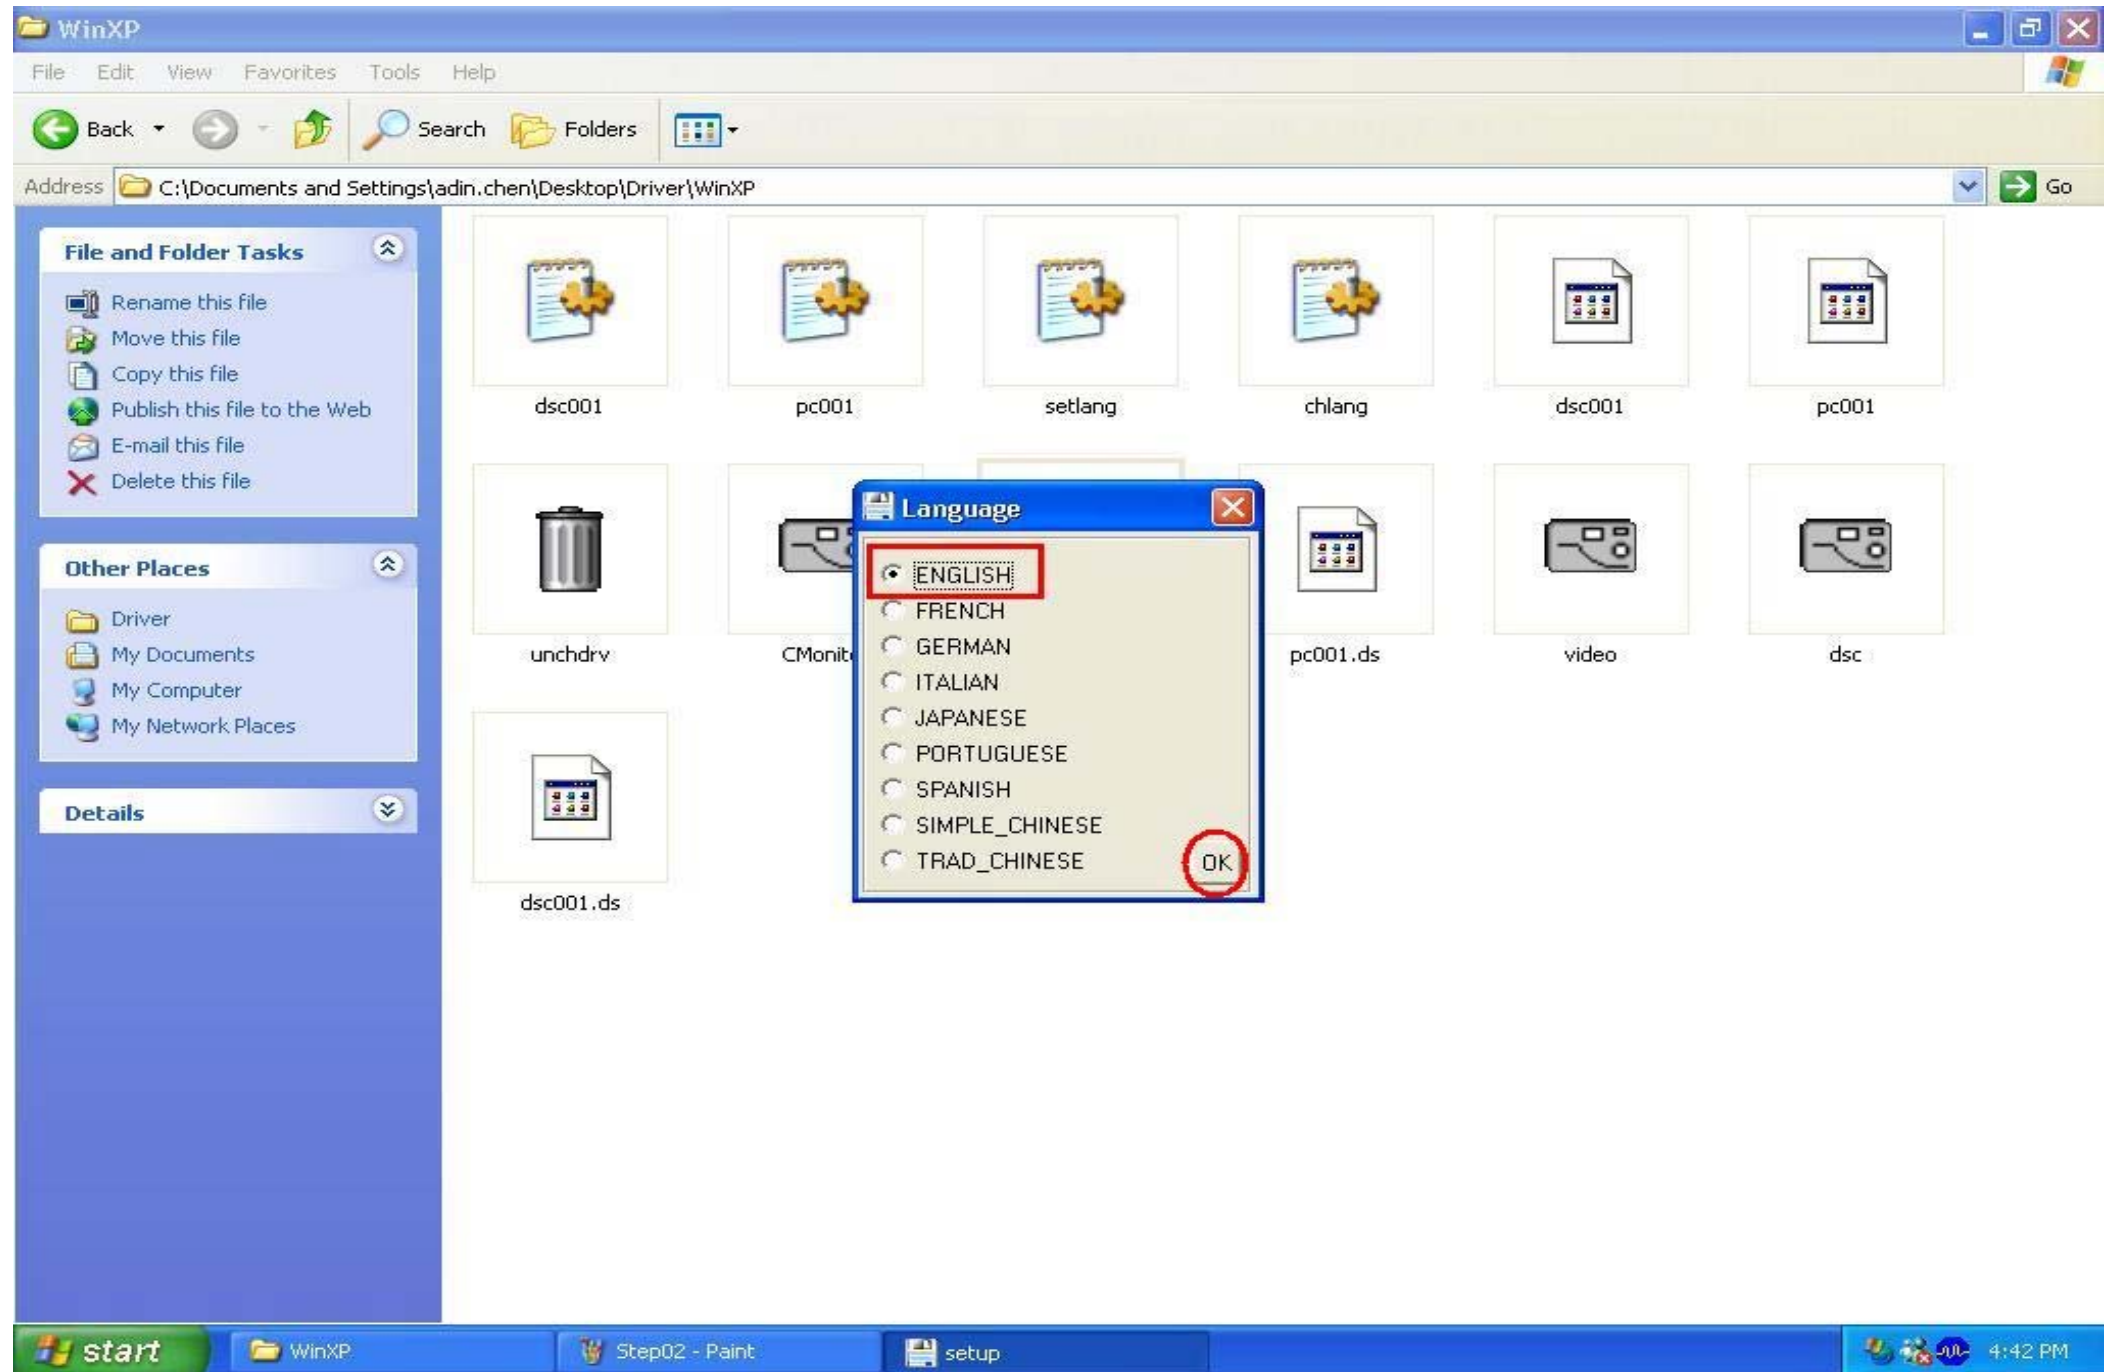 WinXP
File Edit View Favorites Tools Help
Back Search Folders
Address C:\Documents and Settings\adin.chen\Desktop\Driver\WinXP Go
File and Folder Tasks
Rename this file
Move this file
Copy this file
Publish this file to the Web
E-mail this file
Delete this file
Other Places
Driver
My Documents
My Computer
My Network Places
Details
dsc001 pc001 setlang chlang dsc001 pc001
unchdrv CMonit pc001.ds video dsc
dsc001.ds
Language
ENGLISH
FRENCH
GERMAN
ITALIAN
JAPANESE
PORTUGUESE
SPANISH
SIMPLE_CHINESE
TRAD_CHINESE OK
start WinXP Step02 - Paint setup 4:42 PM